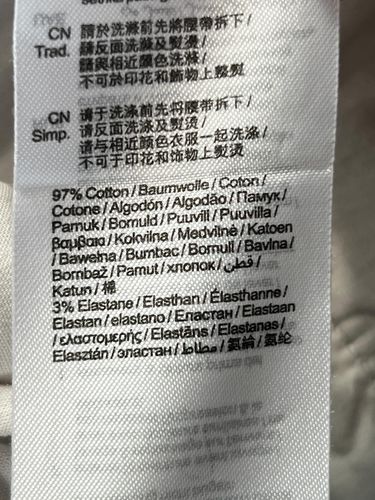 CN Trad. 請於洗滌前先將腰帶拆下 /
請反面洗滌及熨燙 /
請與相近顏色洗滌 /
不可於印花和飾物上整熨
CN Simp. 请于洗涤前先将腰带拆下 /
请反面洗涤及熨烫 /
请与相近颜色衣服一起洗涤 /
不可于印花和饰物上熨烫
97% Cotton / Baumwolle / Coton /
Cotone / Algodón / Algodão / Памук /
Pamuk / Bomuld / Puuvill / Puuvilla /
βαμβακι / Kokvilna / Medvilnė / Katoen
/ Bawełna / Bumbac / Bomull / Bavlna /
Bombaž / Pamut / хлопок / قطن /
Katun / 棉
3% Elastane / Elasthan / Élasthanne /
Elastan / elastano / Еластан / Elastaan
/ ελαστομερής / Elastāns / Elastanas /
Elasztán / эластан / مطاط / 氨綸 / 氨纶